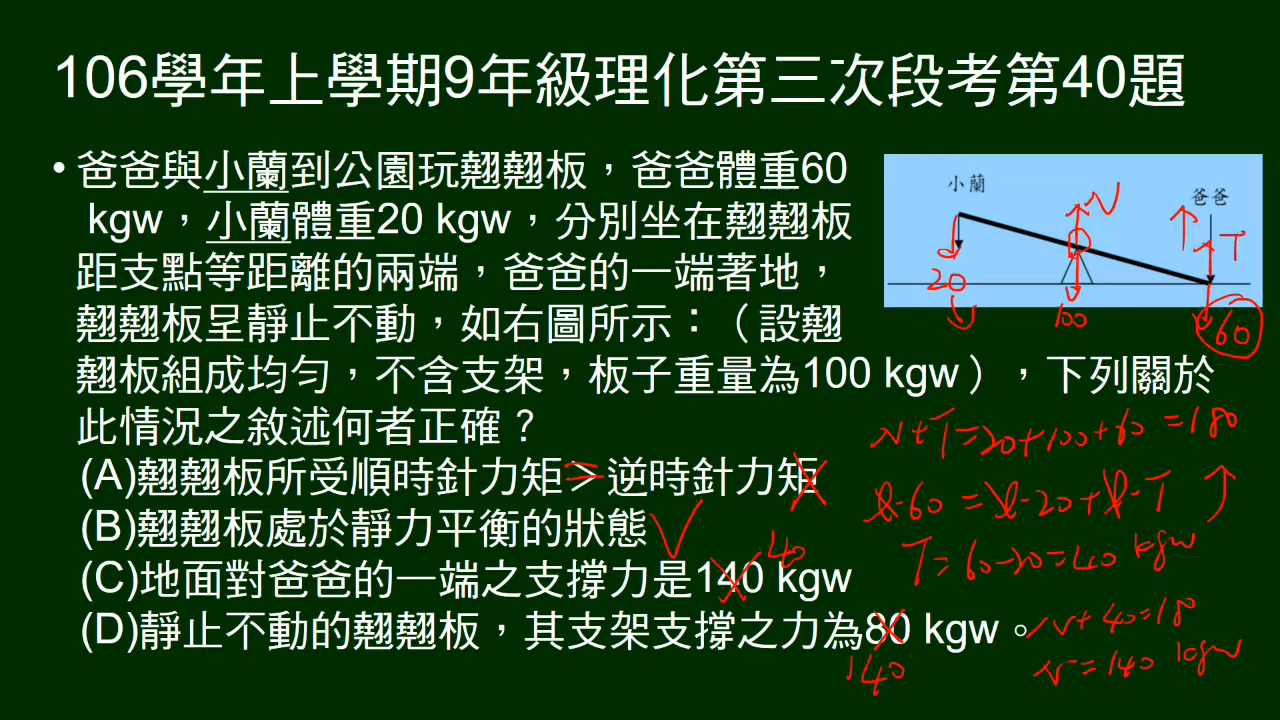 106學年上學期9年級理化第三次段考第40題
• 爸爸與小蘭到公園玩翹翹板，爸爸體重60
kgw，小蘭體重20 kgw，分別坐在翹翹板
距支點等距離的兩端，爸爸的一端著地，
翹翹板呈靜止不動，如右圖所示：（設翹
翹板組成均勻，不含支架，板子重量為100 kgw），下列關於
此情況之敘述何者正確？
(A)翹翹板所受順時針力矩＞逆時針力矩
(B)翹翹板處於靜力平衡的狀態
(C)地面對爸爸的一端之支撐力是140 kgw
40
(D)靜止不動的翹翹板，其支架支撐之力為80 kgw。
140
小蘭
爸爸
N
T
20
100
60
N+T=20+100+60=180
l·60=l·20+l·T
T=60-20=40 kgw
N+40=180
N=140 kgw